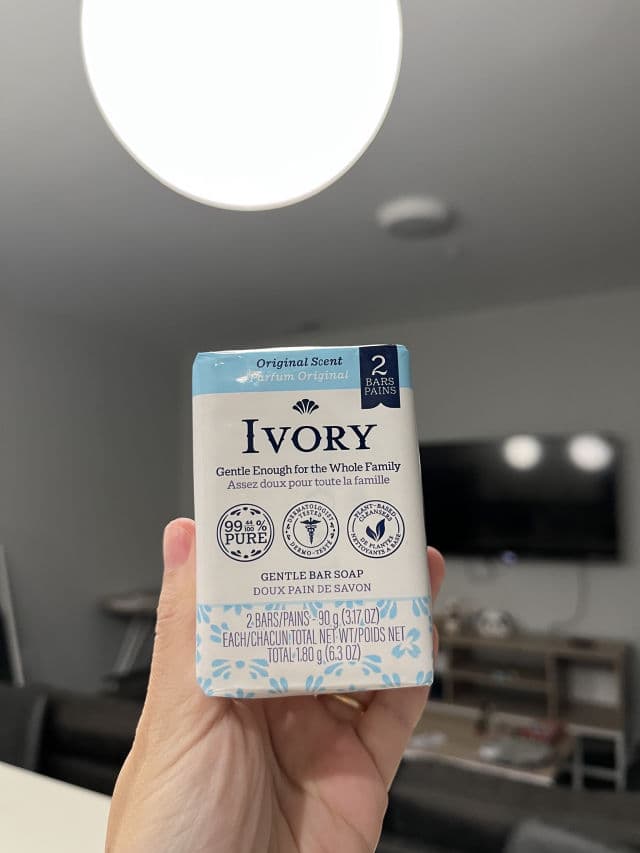 Original Scent
Parfum Original
2
BARS
PAINS
IVORY
Gentle Enough for the Whole Family
Assez doux pour toute la famille
99 44/100 %
PURE
DERMATOLOGIST
TESTED
DERMO-TESTÉ
PLANT-BASED
CLEANSERS
NETTOYANTS À BASE
DE PLANTES
GENTLE BAR SOAP
DOUX PAIN DE SAVON
2 BARS/PAINS - 90 g (3.17 OZ)
EACH/CHACUN TOTAL NET WT/POIDS NET
TOTAL 180 g (6.3 OZ)